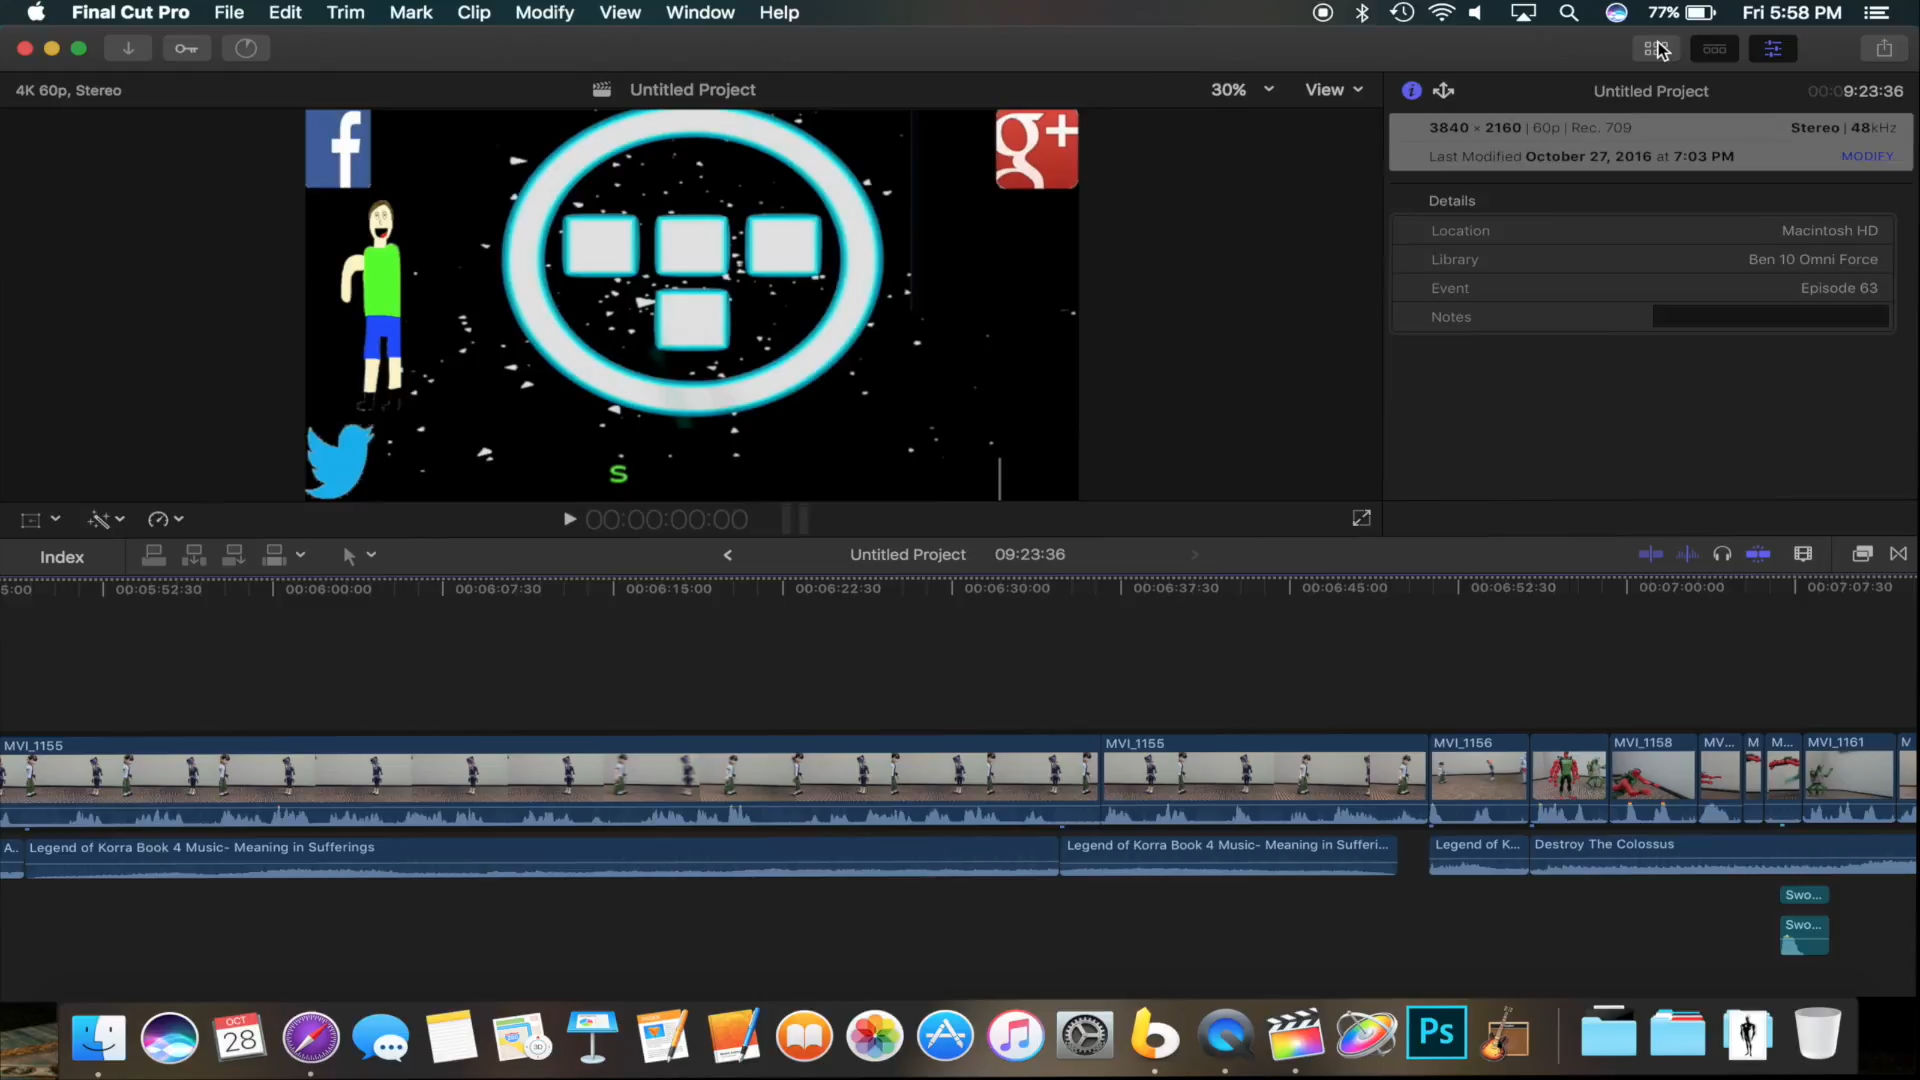 Final Cut Pro File Edit Trim Mark Clip Modify View Window Help 77% Fri 5:58 PM
4K 60p, Stereo Untitled Project 30% View Untitled Project 00:09:23:36
3840 × 2160 | 60p | Rec. 709 Stereo | 48kHz
Last Modified October 27, 2016 at 7:03 PM MODIFY
Details
Location Macintosh HD
Library Ben 10 Omni Force
Event Episode 63
Notes
f
g+
S
00:00:00:00
Index Untitled Project 09:23:36
5:00 00:05:52:30 00:06:00:00 00:06:07:30 00:06:15:00 00:06:22:30 00:06:30:00 00:06:37:30 00:06:45:00 00:06:52:30 00:07:00:00 00:07:07:30
MVI_1155 MVI_1155 MVI_1156 MVI_1158 MV... M M... MVI_1161 M
A.. Legend of Korra Book 4 Music- Meaning in Sufferings Legend of Korra Book 4 Music- Meaning in Sufferi... Legend of K... Destroy The Colossus
Swo...
Swo...
OCT
28
3D
PAGES
Ps